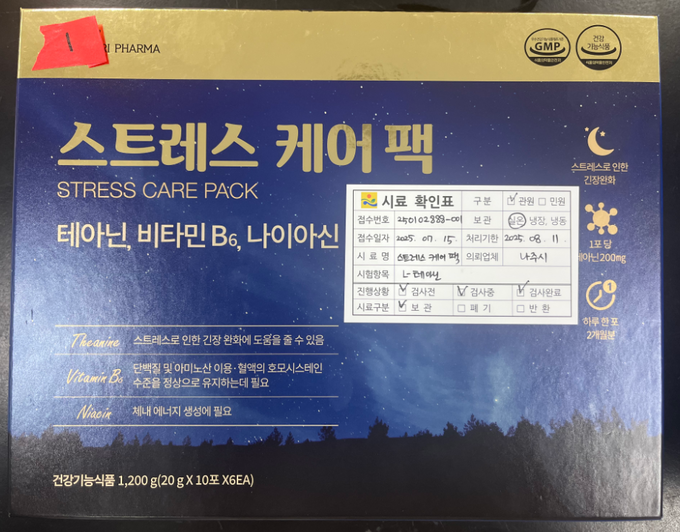 1
RI PHARMA
GMP
건강
기능식품
스트레스 케어 팩
STRESS CARE PACK
테아닌, 비타민 B6, 나이아신
스트레스로 인한
긴장완화
1포 당
테아닌 200mg
1
하루 한 포
2개월분
시료 확인표 구분 ☑ 관원 □ 민원
접수번호 250102883-001 보관 실온 냉장, 냉동
접수일자 2025. 07. 15. 처리기한 2025. 08. 11.
시료명 스트레스 케어 팩 의뢰업체 나주시
시험항목 L-테아닌
진행상황 ☑ 검사전 ☑ 검사중 ☑ 검사완료
시료구분 ☑ 보관 □ 폐기 □ 반환
Theanine 스트레스로 인한 긴장 완화에 도움을 줄 수 있음
Vitamin B6 단백질 및 아미노산 이용 · 혈액의 호모시스테인
수준을 정상으로 유지하는데 필요
Niacin 체내 에너지 생성에 필요
건강기능식품 1,200 g(20 g X 10포 X6EA)